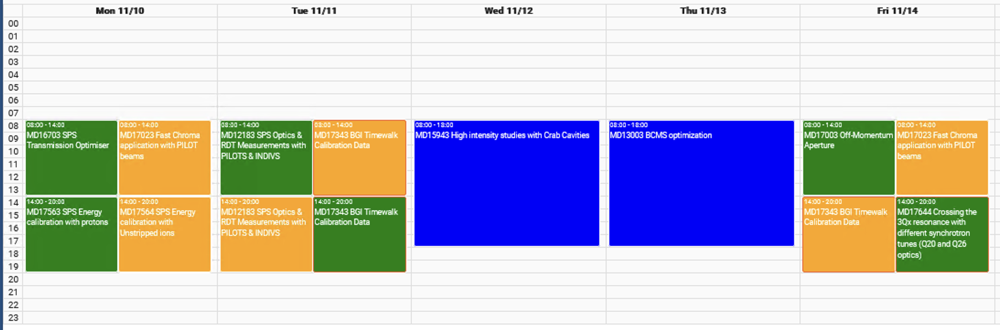 Mon 11/10
Tue 11/11
Wed 11/12
Thu 11/13
Fri 11/14
00
01
02
03
04
05
06
07
08
09
10
11
12
13
14
15
16
17
18
19
20
21
22
23
08:00 - 14:00
MD16703 SPS
Transmission Optimiser
08:00 - 14:00
MD17023 Fast Chroma
application with PILOT
beams
14:00 - 20:00
MD17563 SPS Energy
calibration with protons
14:00 - 20:00
MD17564 SPS Energy
calibration with
Unstripped ions
08:00 - 14:00
MD12183 SPS Optics &
RDT Measurements with
PILOTS & INDIVS
08:00 - 14:00
MD17343 BGI Timewalk
Calibration Data
14:00 - 20:00
MD12183 SPS Optics &
RDT Measurements with
PILOTS & INDIVS
14:00 - 20:00
MD17343 BGI Timewalk
Calibration Data
08:00 - 18:00
MD15943 High intensity studies with Crab Cavities
08:00 - 18:00
MD13003 BCMS optimization
08:00 - 14:00
MD17003 Off-Momentum
Aperture
08:00 - 14:00
MD17023 Fast Chroma
application with PILOT
beams
14:00 - 20:00
MD17343 BGI Timewalk
Calibration Data
14:00 - 20:00
MD17644 Crossing the
3Qx resonance with
different synchrotron
tunes (Q20 and Q26
optics)